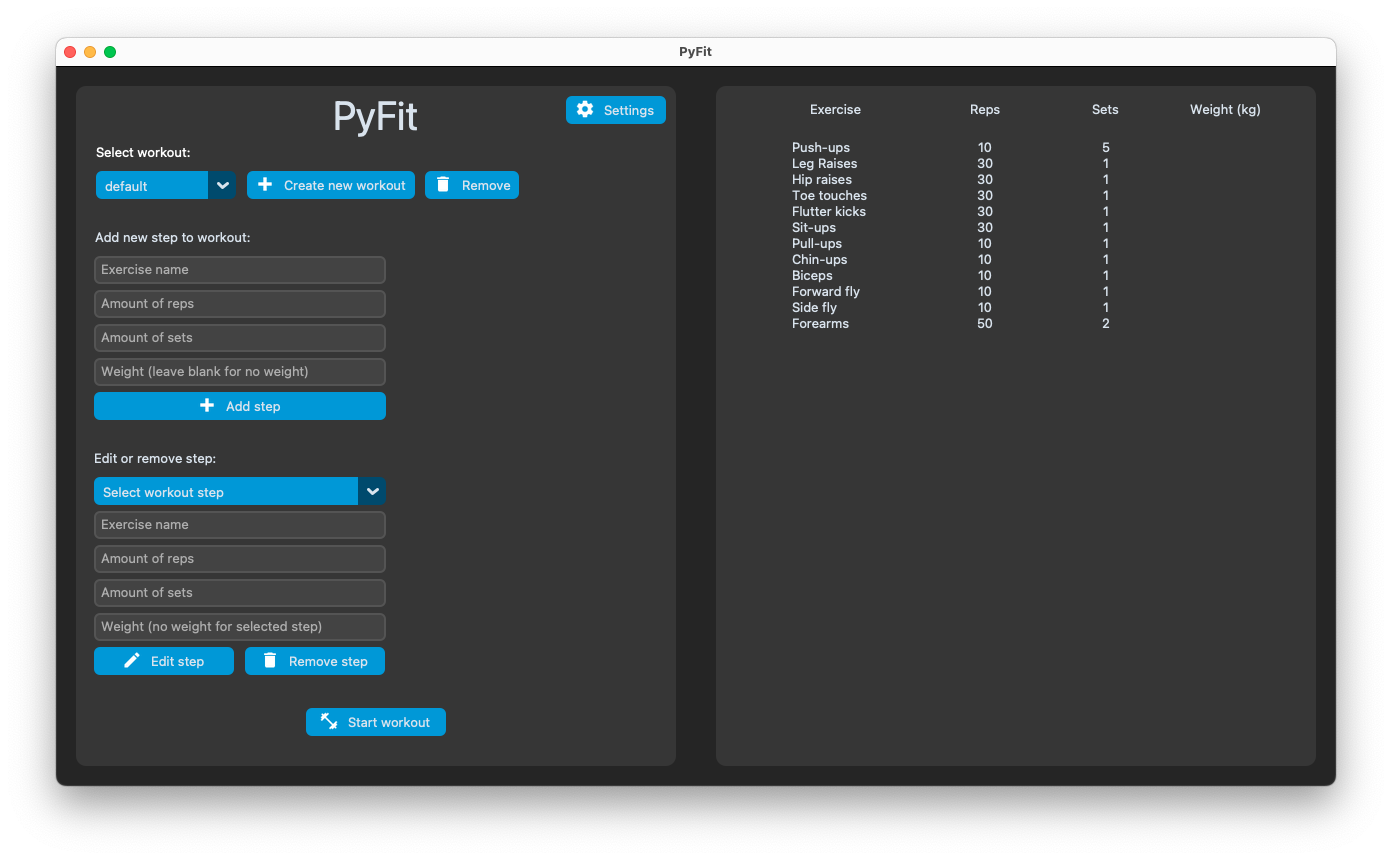 PyFit
PyFit
Settings
Select workout:
default
Create new workout
Remove
Add new step to workout:
Exercise name
Amount of reps
Amount of sets
Weight (leave blank for no weight)
Add step
Edit or remove step:
Select workout step
Exercise name
Amount of reps
Amount of sets
Weight (no weight for selected step)
Edit step
Remove step
Start workout
Exercise Reps Sets Weight (kg)
Push-ups 10 5
Leg Raises 30 1
Hip raises 30 1
Toe touches 30 1
Flutter kicks 30 1
Sit-ups 30 1
Pull-ups 10 1
Chin-ups 10 1
Biceps 10 1
Forward fly 10 1
Side fly 10 1
Forearms 50 2